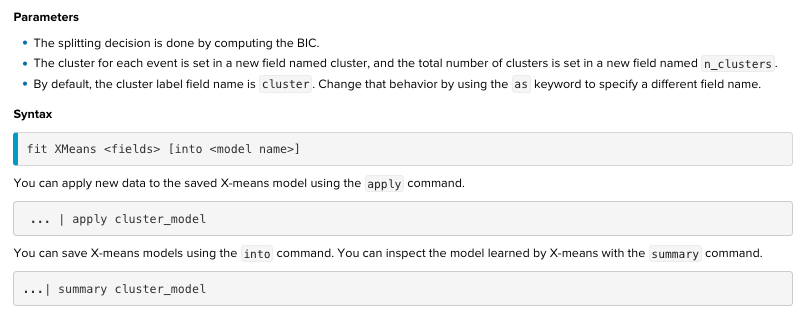 Parameters
• The splitting decision is done by computing the BIC.
• The cluster for each event is set in a new field named cluster, and the total number of clusters is set in a new field named n_clusters.
• By default, the cluster label field name is cluster. Change that behavior by using the as keyword to specify a different field name.
Syntax
fit XMeans <fields> [into <model name>]
You can apply new data to the saved X-means model using the apply command.
... | apply cluster_model
You can save X-means models using the into command. You can inspect the model learned by X-means with the summary command.
...| summary cluster_model